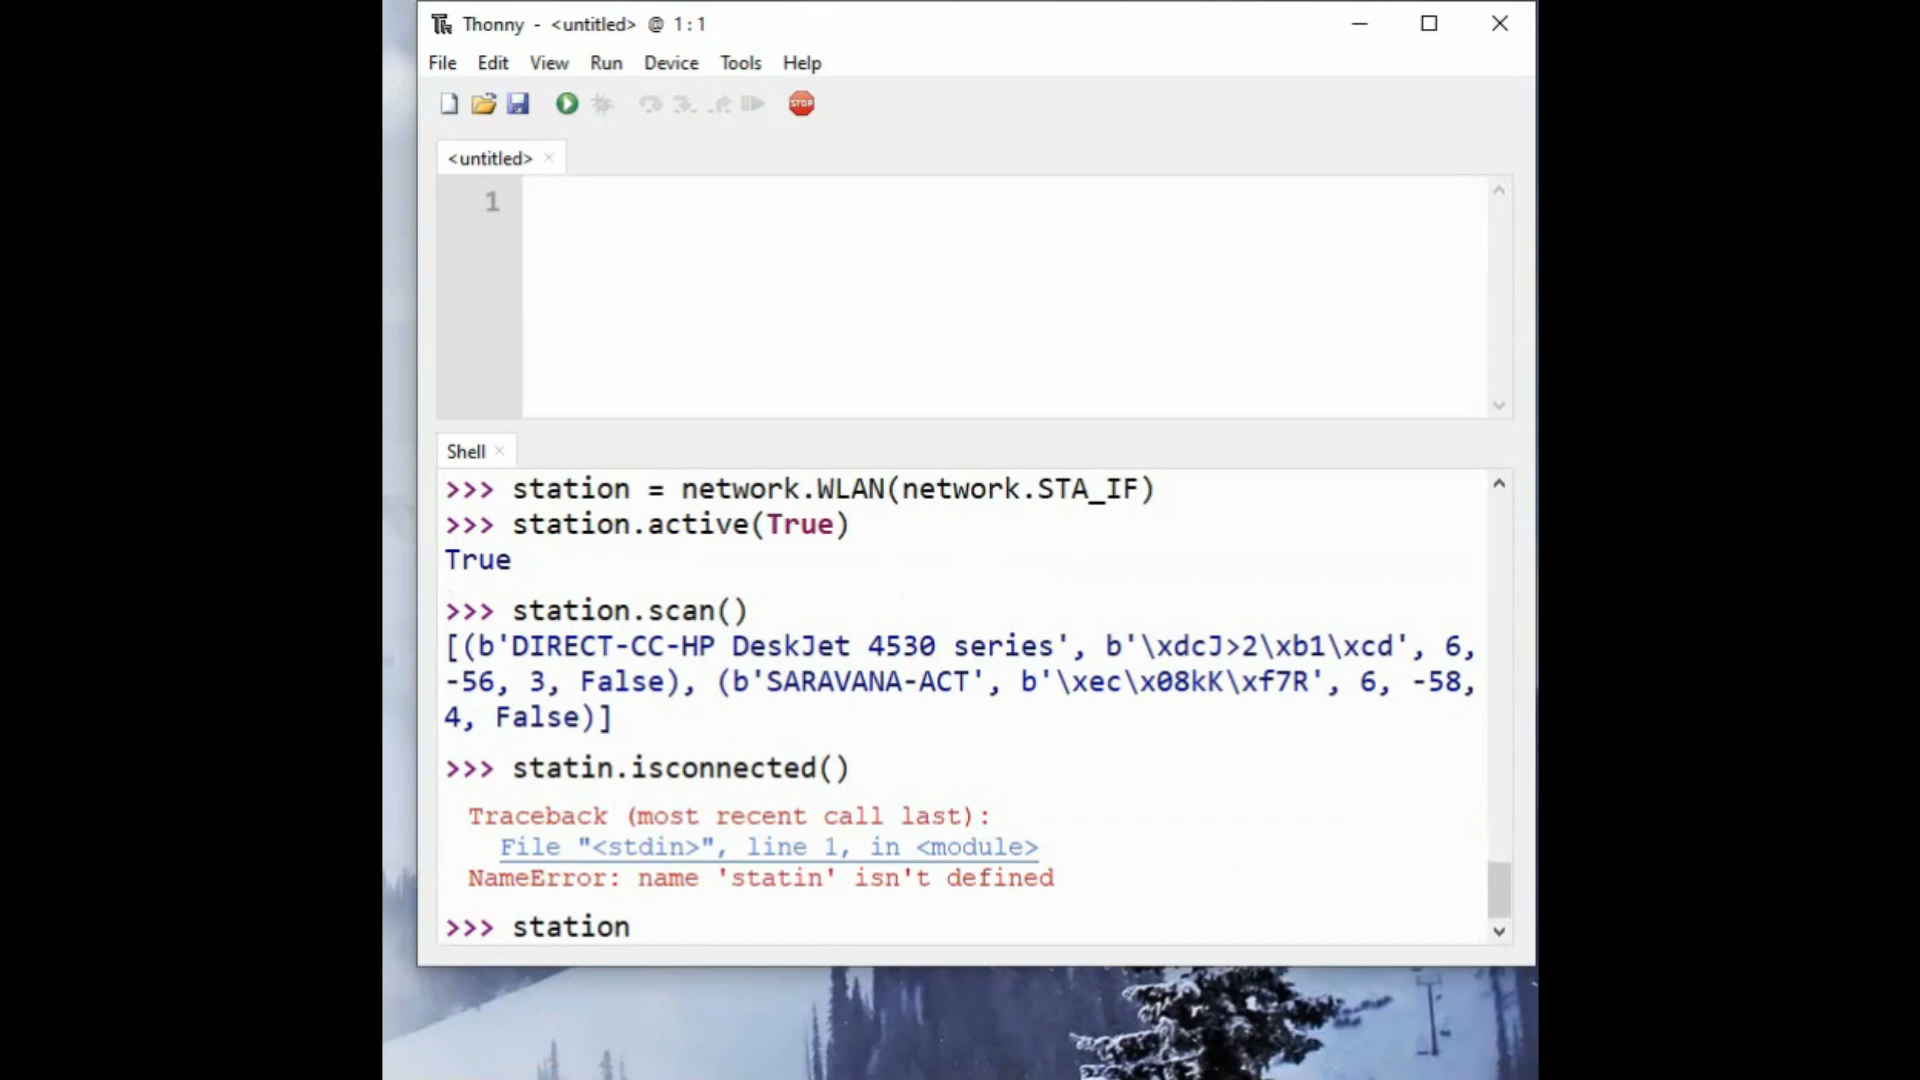 Thonny - <untitled> @ 1:1
File Edit View Run Device Tools Help
STOP
<untitled>
1
Shell
>>> station = network.WLAN(network.STA_IF)
>>> station.active(True)
True
>>> station.scan()
[(b'DIRECT-CC-HP DeskJet 4530 series', b'\xdcJ>2\xb1\xcd', 6,
-56, 3, False), (b'SARAVANA-ACT', b'\xec\x08kK\xf7R', 6, -58,
4, False)]
>>> statin.isconnected()
Traceback (most recent call last):
File "<stdin>", line 1, in <module>
NameError: name 'statin' isn't defined
>>> station